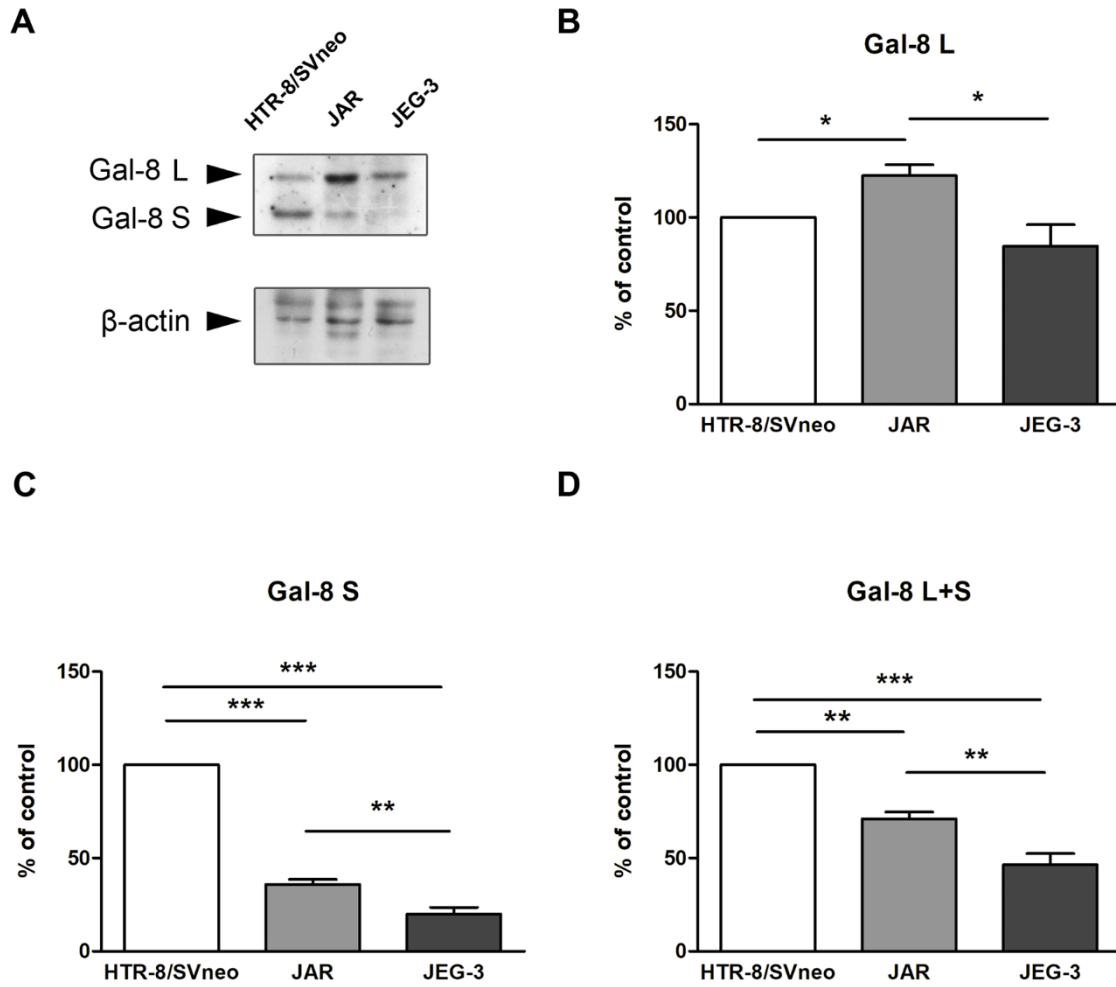 A
HTR-8/SVneo
JAR
JEG-3
Gal-8 L
Gal-8 S
β-actin
B
Gal-8 L
% of control
150
100
50
0
*
*
HTR-8/SVneo JAR JEG-3
C
Gal-8 S
% of control
150
100
50
0
***
***
**
HTR-8/SVneo JAR JEG-3
D
Gal-8 L+S
% of control
150
100
50
0
***
**
**
HTR-8/SVneo JAR JEG-3